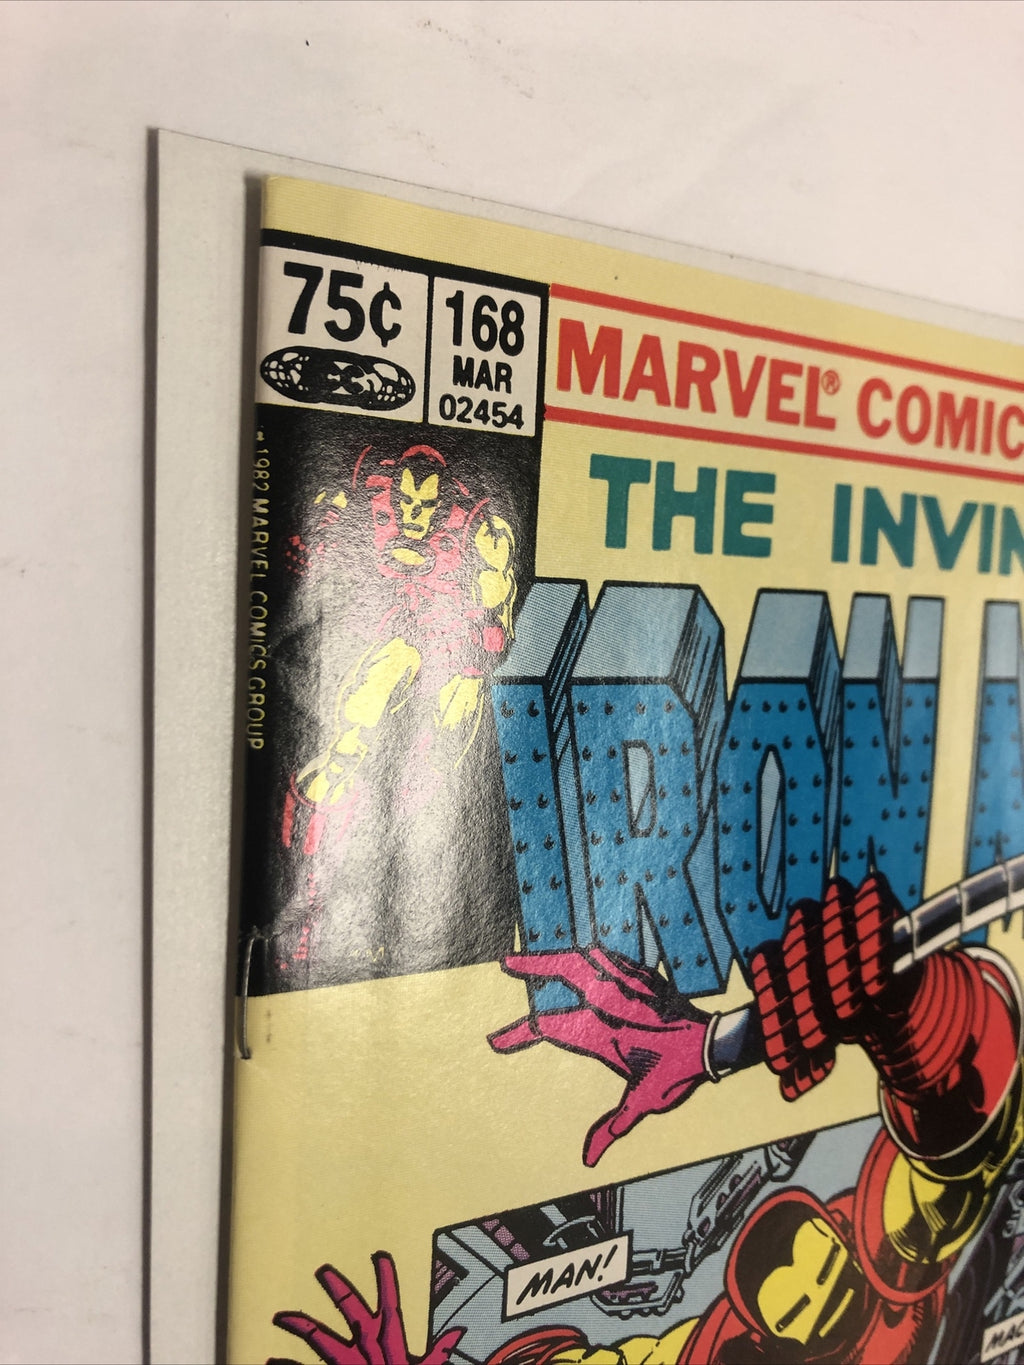 75¢
168
MAR
02454
MARVEL® COMIC
THE INVIN
IRON M
1982 MARVEL COMICS GROUP
MAN!